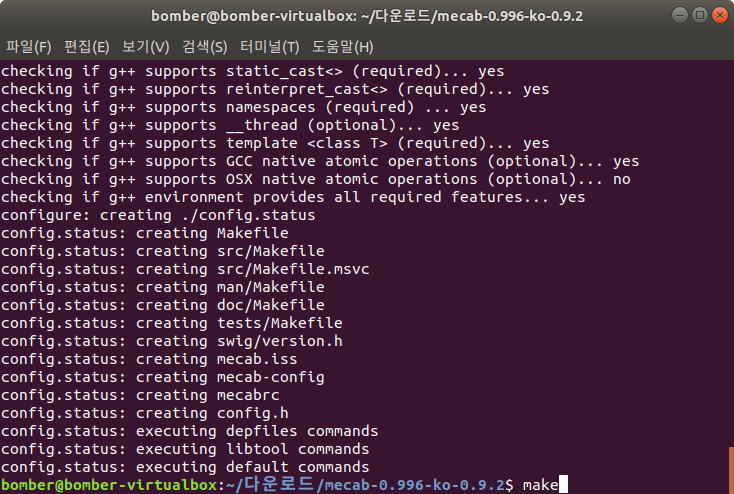 bomber@bomber-virtualbox: ~/다운로드/mecab-0.996-ko-0.9.2
파일(F) 편집(E) 보기(V) 검색(S) 터미널(T) 도움말(H)
checking if g++ supports static_cast<> (required)... yes
checking if g++ supports reinterpret_cast<> (required)... yes
checking if g++ supports namespaces (required) ... yes
checking if g++ supports __thread (optional)... yes
checking if g++ supports template <class T> (required)... yes
checking if g++ supports GCC native atomic operations (optional)... yes
checking if g++ supports OSX native atomic operations (optional)... no
checking if g++ environment provides all required features... yes
configure: creating ./config.status
config.status: creating Makefile
config.status: creating src/Makefile
config.status: creating src/Makefile.msvc
config.status: creating man/Makefile
config.status: creating doc/Makefile
config.status: creating tests/Makefile
config.status: creating swig/version.h
config.status: creating mecab.iss
config.status: creating mecab-config
config.status: creating mecabrc
config.status: creating config.h
config.status: executing depfiles commands
config.status: executing libtool commands
config.status: executing default commands
bomber@bomber-virtualbox:~/다운로드/mecab-0.996-ko-0.9.2$ make